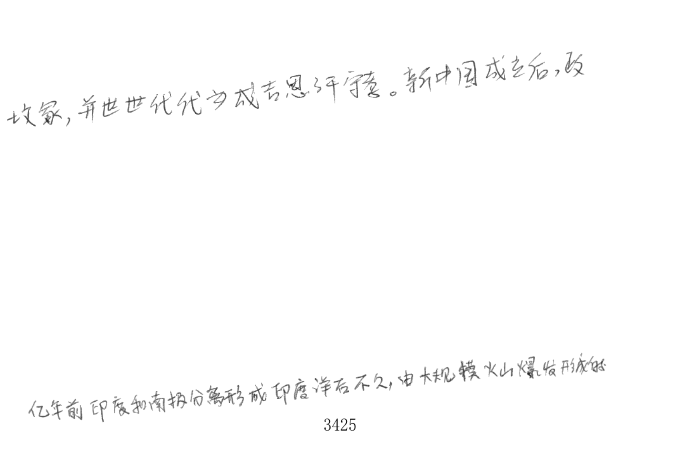 坟冢,并世世代代为成吉思汗守陵。新中国成立后,政
亿年前印度和南极分离形成印度洋后不久,由大规模火山爆发形成的
3425